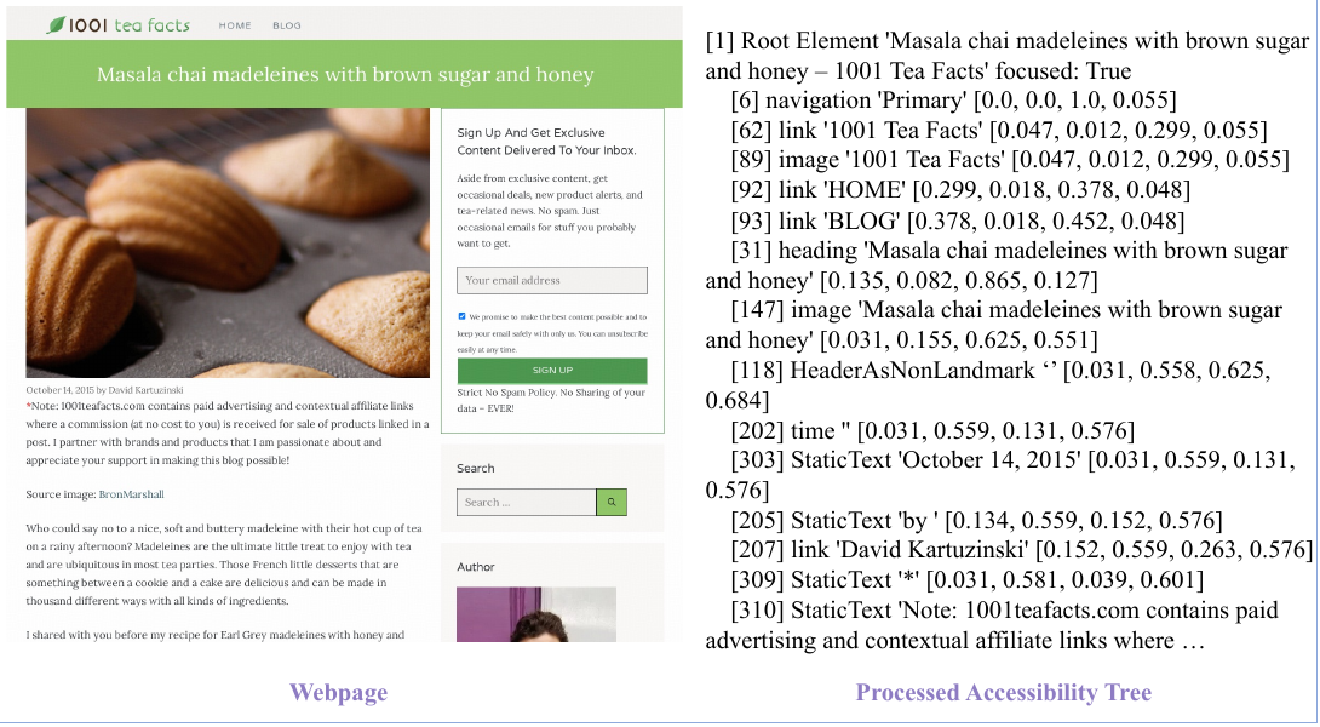 1001 tea facts HOME BLOG
Masala chai madeleines with brown sugar and honey
October 14, 2015 by David Kartuzinski
*Note: 1001teafacts.com contains paid advertising and contextual affiliate links
where a commission (at no cost to you) is received for sale of products linked in a
post. I partner with brands and products that I am passionate about and
appreciate your support in making this blog possible!
Source image: BronMarshall
Who could say no to a nice, soft and buttery madeleine with their hot cup of tea
on a rainy afternoon? Madeleines are the ultimate little treat to enjoy with tea
and are ubiquitous in most tea parties. Those French little desserts that are
something between a cookie and a cake are delicious and can be made in
thousand different ways with all kinds of ingredients.
I shared with you before my recipe for Earl Grey madeleines with honey and
Sign Up And Get Exclusive
Content Delivered To Your Inbox.
Aside from exclusive content, get
occasional deals, new product alerts, and
tea-related news. No spam. Just
occasional emails for stuff you probably
want to get.
Your email address
We promise to make the best content possible and to
keep your email safely with only us. You can unsubscribe
easily at any time.
SIGN UP
Strict No Spam Policy. No Sharing of your
data - EVER!
Search
Search ...
Author
Webpage
[1] Root Element 'Masala chai madeleines with brown sugar
and honey – 1001 Tea Facts' focused: True
[6] navigation 'Primary' [0.0, 0.0, 1.0, 0.055]
[62] link '1001 Tea Facts' [0.047, 0.012, 0.299, 0.055]
[89] image '1001 Tea Facts' [0.047, 0.012, 0.299, 0.055]
[92] link 'HOME' [0.299, 0.018, 0.378, 0.048]
[93] link 'BLOG' [0.378, 0.018, 0.452, 0.048]
[31] heading 'Masala chai madeleines with brown sugar
and honey' [0.135, 0.082, 0.865, 0.127]
[147] image 'Masala chai madeleines with brown sugar
and honey' [0.031, 0.155, 0.625, 0.551]
[118] HeaderAsNonLandmark ‘’ [0.031, 0.558, 0.625,
0.684]
[202] time '' [0.031, 0.559, 0.131, 0.576]
[303] StaticText 'October 14, 2015' [0.031, 0.559, 0.131,
0.576]
[205] StaticText 'by ' [0.134, 0.559, 0.152, 0.576]
[207] link 'David Kartuzinski' [0.152, 0.559, 0.263, 0.576]
[309] StaticText '*' [0.031, 0.581, 0.039, 0.601]
[310] StaticText 'Note: 1001teafacts.com contains paid
advertising and contextual affiliate links where …
Processed Accessibility Tree